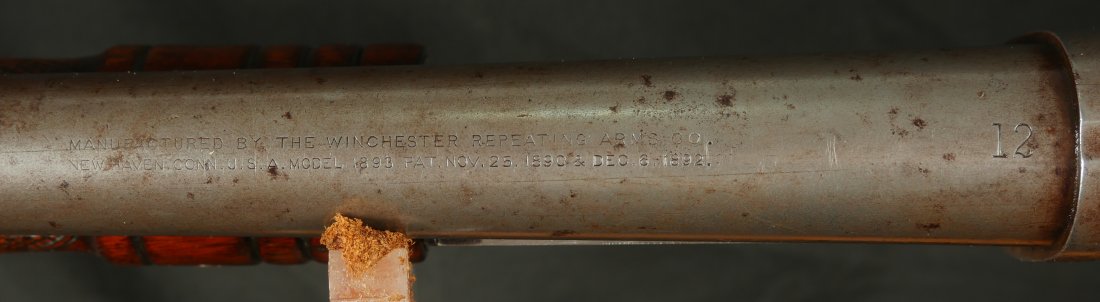 MANUFACTURED BY THE WINCHESTER REPEATING ARMS CO.
NEW HAVEN. CONN. U.S.A. MODEL 1893 PAT. NOV. 25. 1890 & DEC. 6. 1892.
12